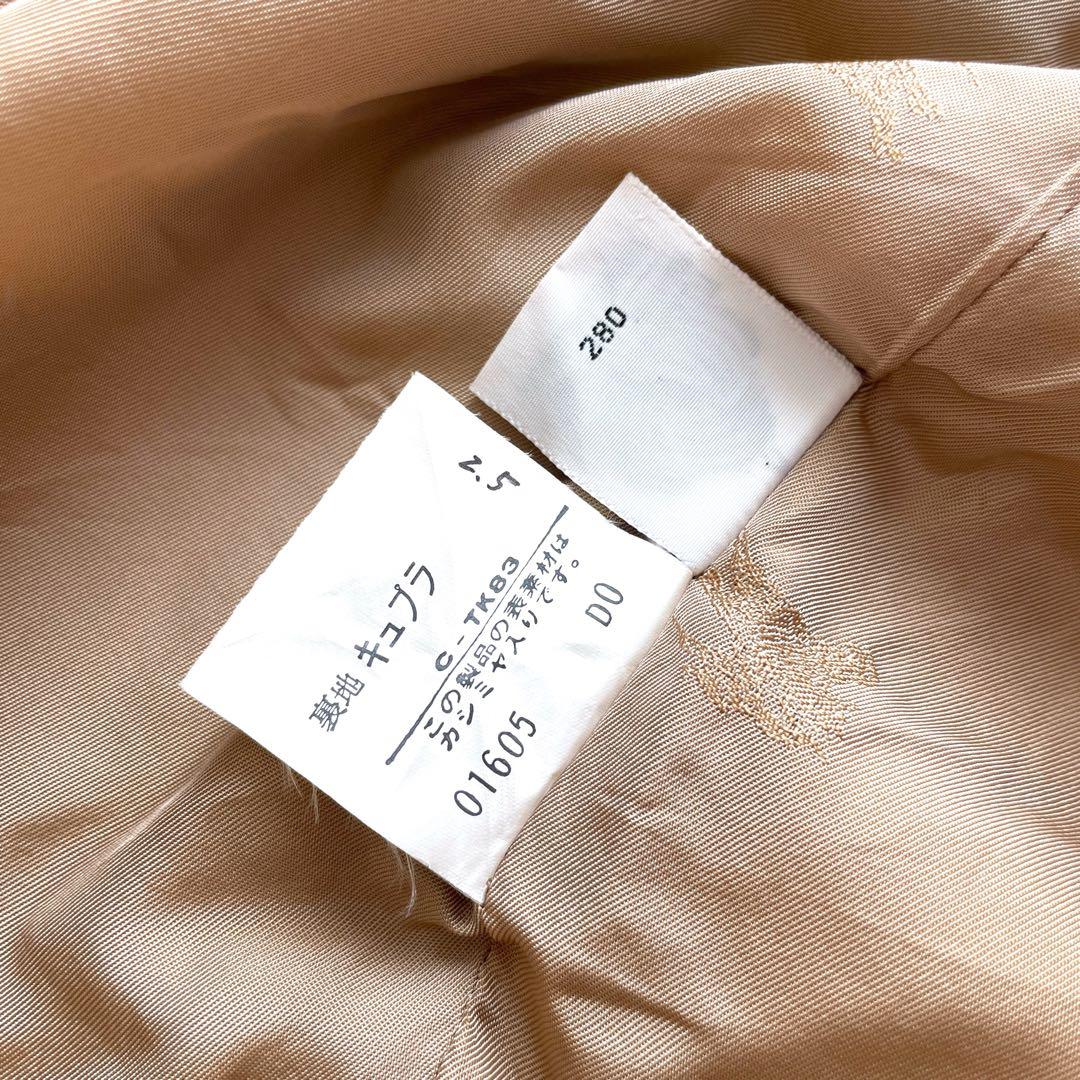 280
裏地 キュプラ
C-TK83
この製品の表素材は
カシミヤ入りです。
01605 D0